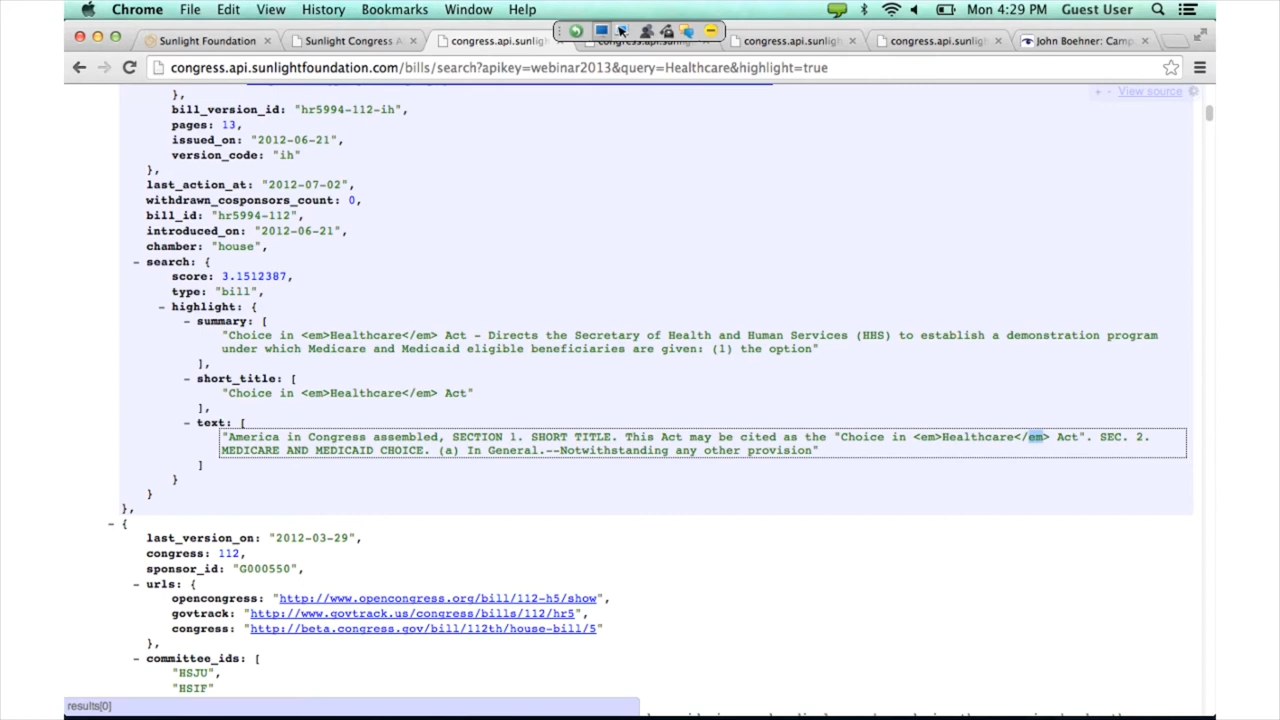 Chrome File Edit View History Bookmarks Window Help Mon 4:29 PM Guest User
Sunlight Foundation × Sunlight Congress A × congress.api.sunlig congress.api.sunligh × congress.api.sunligh × John Boehner: Camp ×
congress.api.sunlightfoundation.com/bills/search?apikey=webinar2013&query=Healthcare&highlight=true
+ - View source
},
bill_version_id: "hr5994-112-ih",
pages: 13,
issued_on: "2012-06-21",
version_code: "ih"
},
last_action_at: "2012-07-02",
withdrawn_cosponsors_count: 0,
bill_id: "hr5994-112",
introduced_on: "2012-06-21",
chamber: "house",
- search: {
score: 3.1512387,
type: "bill",
- highlight: {
- summary: [
"Choice in <em>Healthcare</em> Act - Directs the Secretary of Health and Human Services (HHS) to establish a demonstration program
under which Medicare and Medicaid eligible beneficiaries are given: (1) the option"
],
- short_title: [
"Choice in <em>Healthcare</em> Act"
],
- text: [
"America in Congress assembled, SECTION 1. SHORT TITLE. This Act may be cited as the "Choice in <em>Healthcare</em> Act". SEC. 2.
MEDICARE AND MEDICAID CHOICE. (a) In General.--Notwithstanding any other provision"
]
}
}
},
- {
last_version_on: "2012-03-29",
congress: 112,
sponsor_id: "G000550",
- urls: {
opencongress: "http://www.opencongress.org/bill/112-h5/show",
govtrack: "http://www.govtrack.us/congress/bills/112/hr5",
congress: "http://beta.congress.gov/bill/112th/house-bill/5"
},
- committee_ids: [
"HSJU",
"HSIF"
results[0]